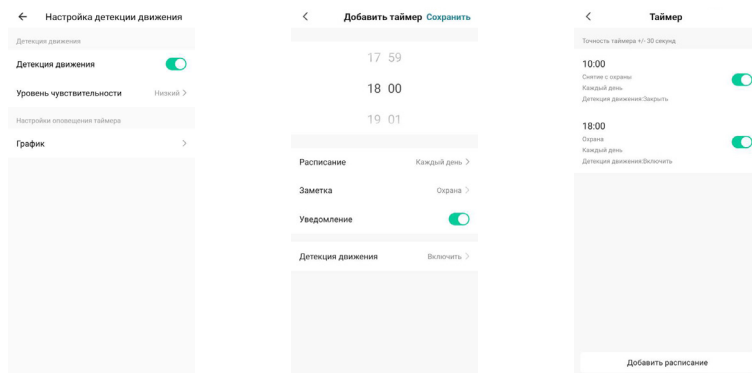 Настройка детекции движения
Детекция движения
Детекция движения
Уровень чувствительности Низкий
Настройки оповещения таймера
График
Добавить таймер Сохранить
17 59
18 00
19 01
Расписание Каждый день
Заметка Охрана
Уведомление
Детекция движения Включить
Таймер
Точность таймера +/- 30 секунд
10:00
Снятие с охраны
Каждый день
Детекция движения:Закрыть
18:00
Охрана
Каждый день
Детекция движения:Включить
Добавить расписание